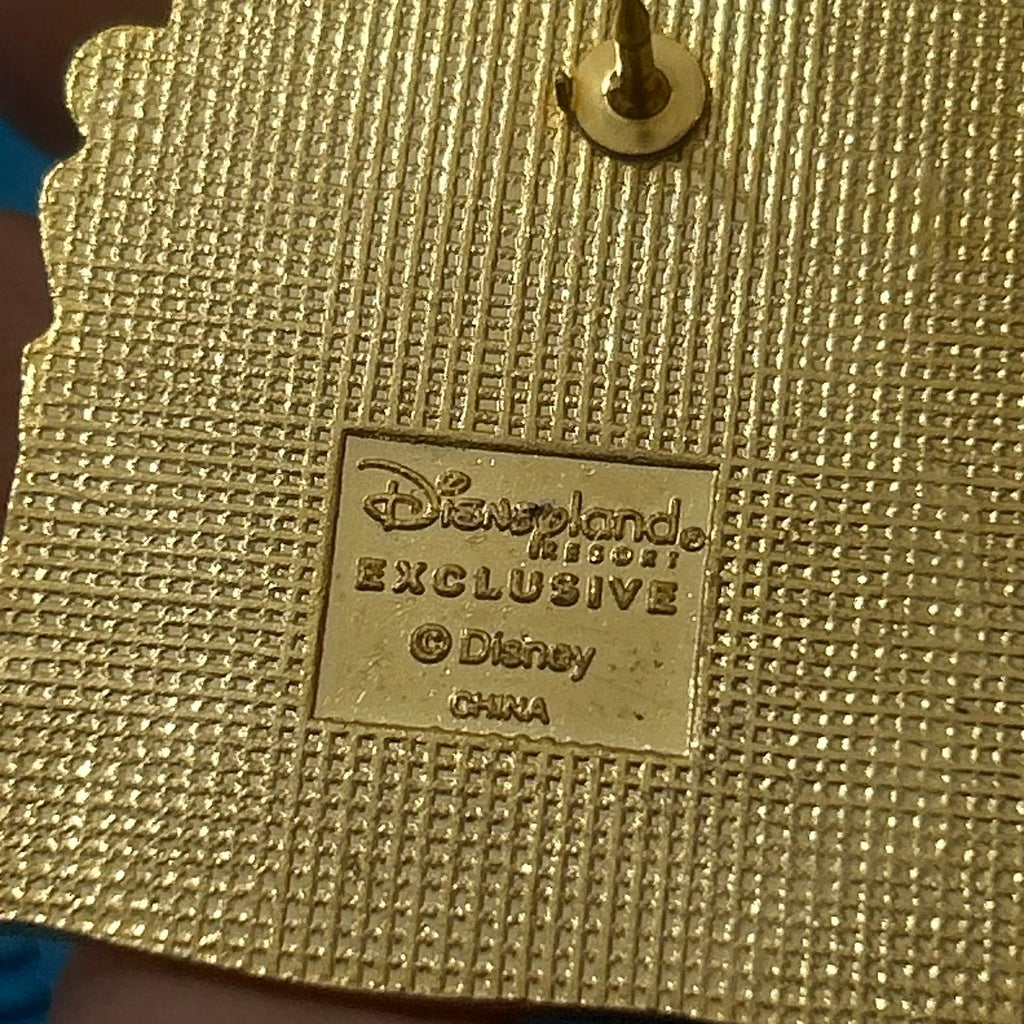 Disneyland®
RESORT
EXCLUSIVE
© Disney
CHINA